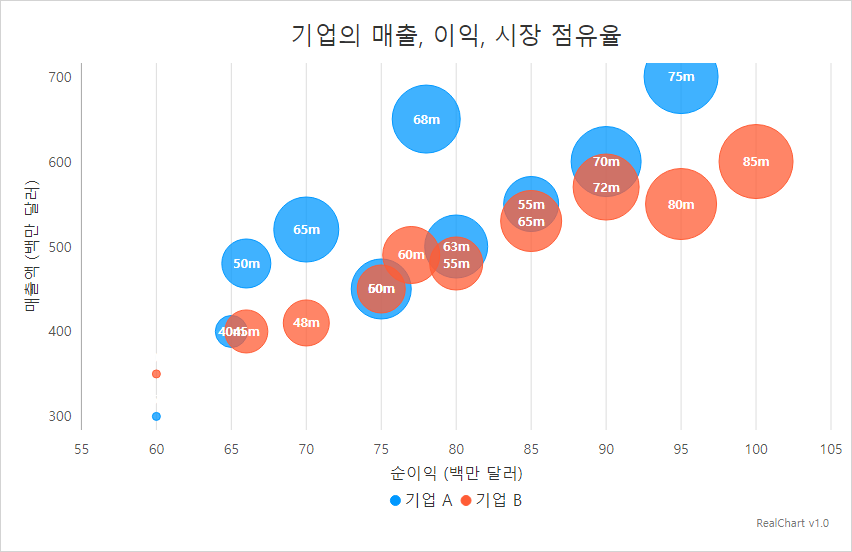 기업의 매출, 이익, 시장 점유율
매출액 (백만 달러)
700
600
500
400
300
75m
68m
70m
85m
72m
55m
80m
65m
65m
63m
60m
50m
55m
60m
48m
40m
45m
55 60 65 70 75 80 85 90 95 100 105
순이익 (백만 달러)
기업 A 기업 B
RealChart v1.0